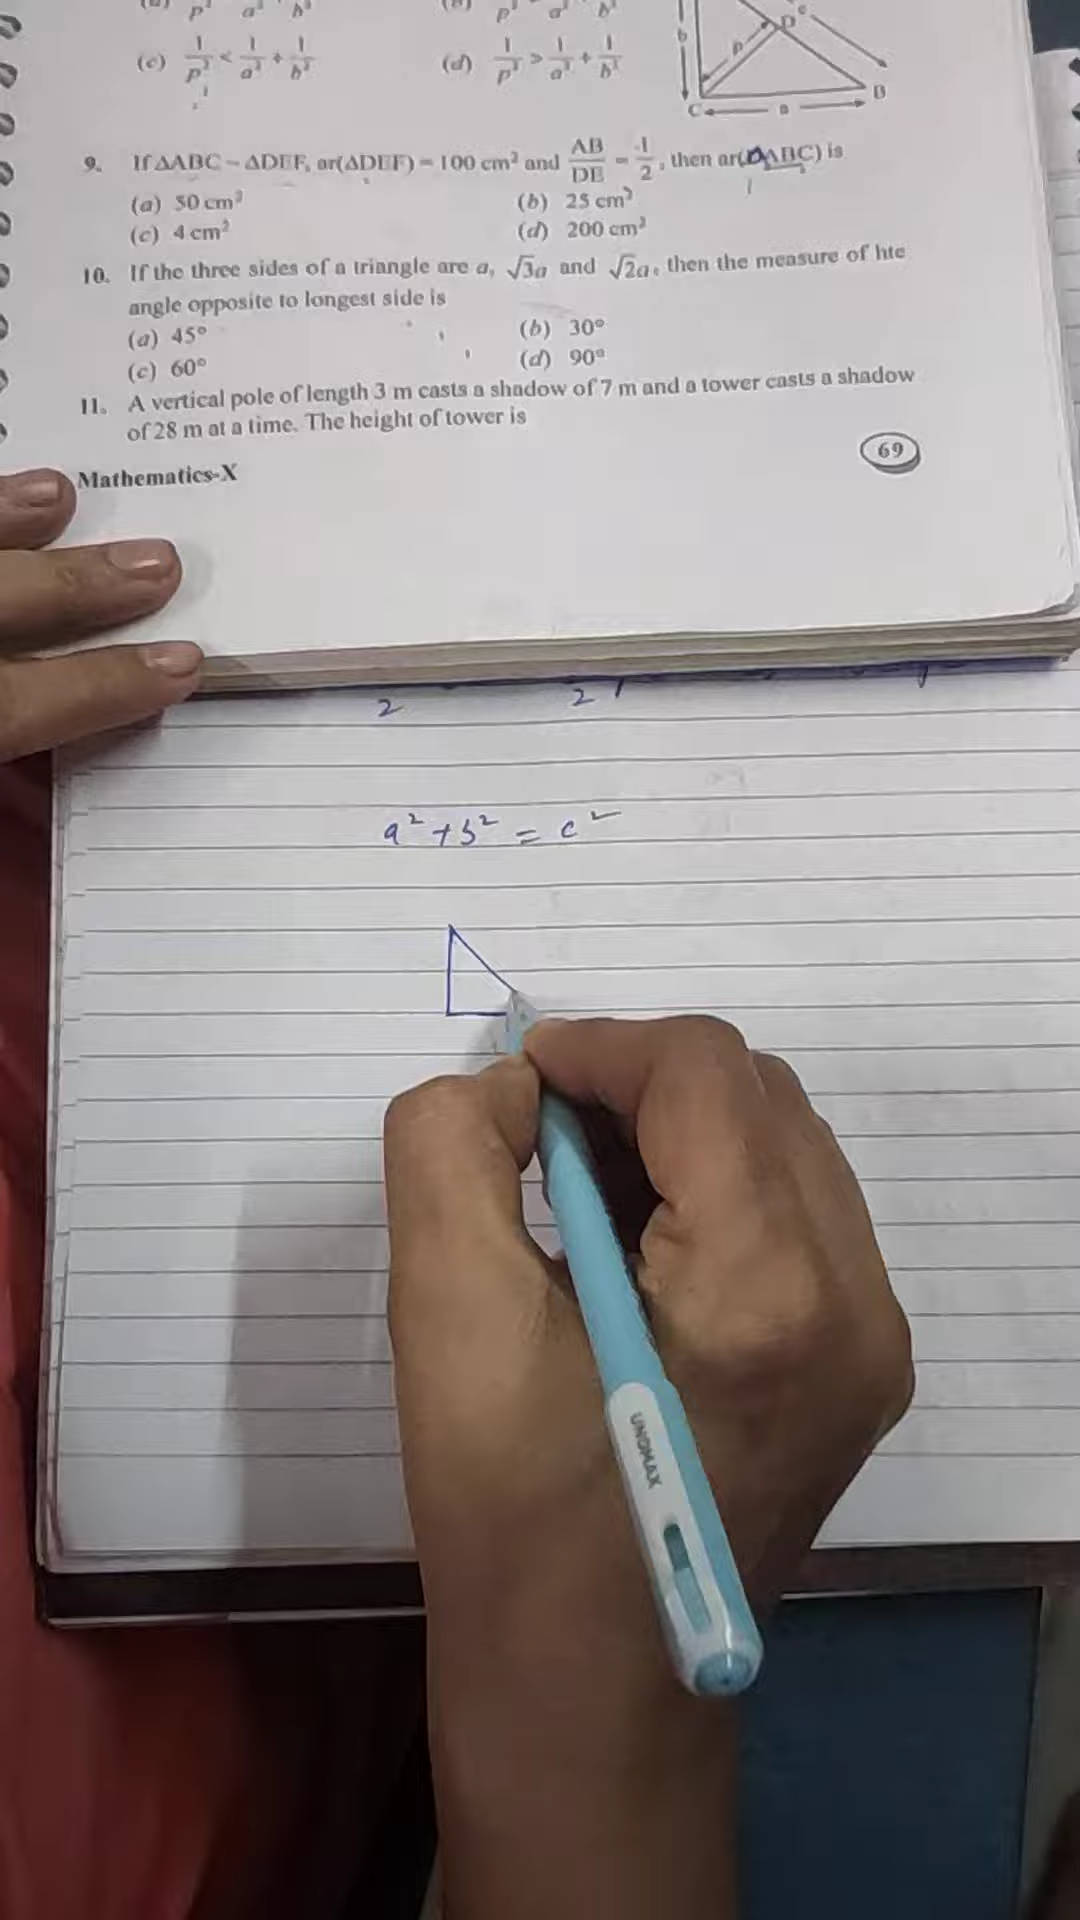 (c) 1/p² < 1/a² + 1/b² (d) 1/p² > 1/a² + 1/b²
b p D c
C a B
9. If ΔABC ~ ΔDEF, ar(ΔDEF) = 100 cm² and AB/DE = 1/2, then ar(ΔABC) is
(a) 50 cm² (b) 25 cm²
(c) 4 cm² (d) 200 cm²
10. If the three sides of a triangle are a, √3a and √2a, then the measure of hte
angle opposite to longest side is
(a) 45° (b) 30°
(c) 60° (d) 90°
11. A vertical pole of length 3 m casts a shadow of 7 m and a tower casts a shadow
of 28 m at a time. The height of tower is
Mathematics-X 69
2 2
a² + b² = c²
UNOMAX